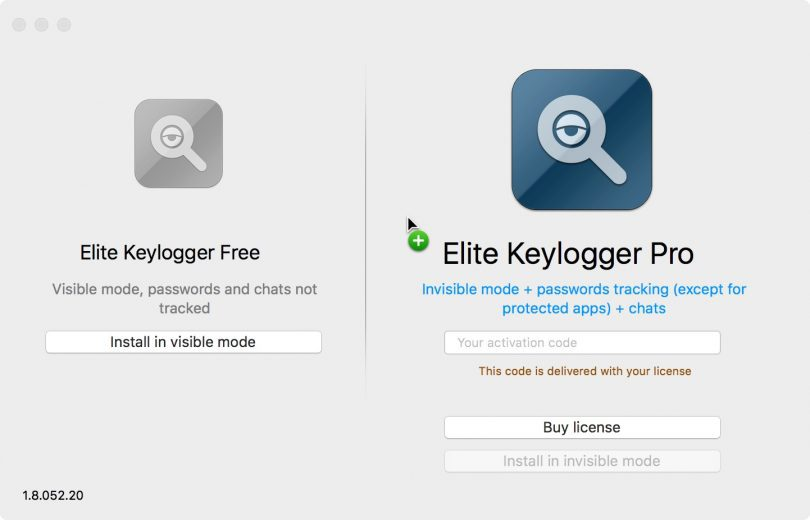 Elite Keylogger Free
Visible mode, passwords and chats not
tracked
Install in visible mode
Elite Keylogger Pro
Invisible mode + passwords tracking (except for
protected apps) + chats
Your activation code
This code is delivered with your license
Buy license
Install in invisible mode
1.8.052.20